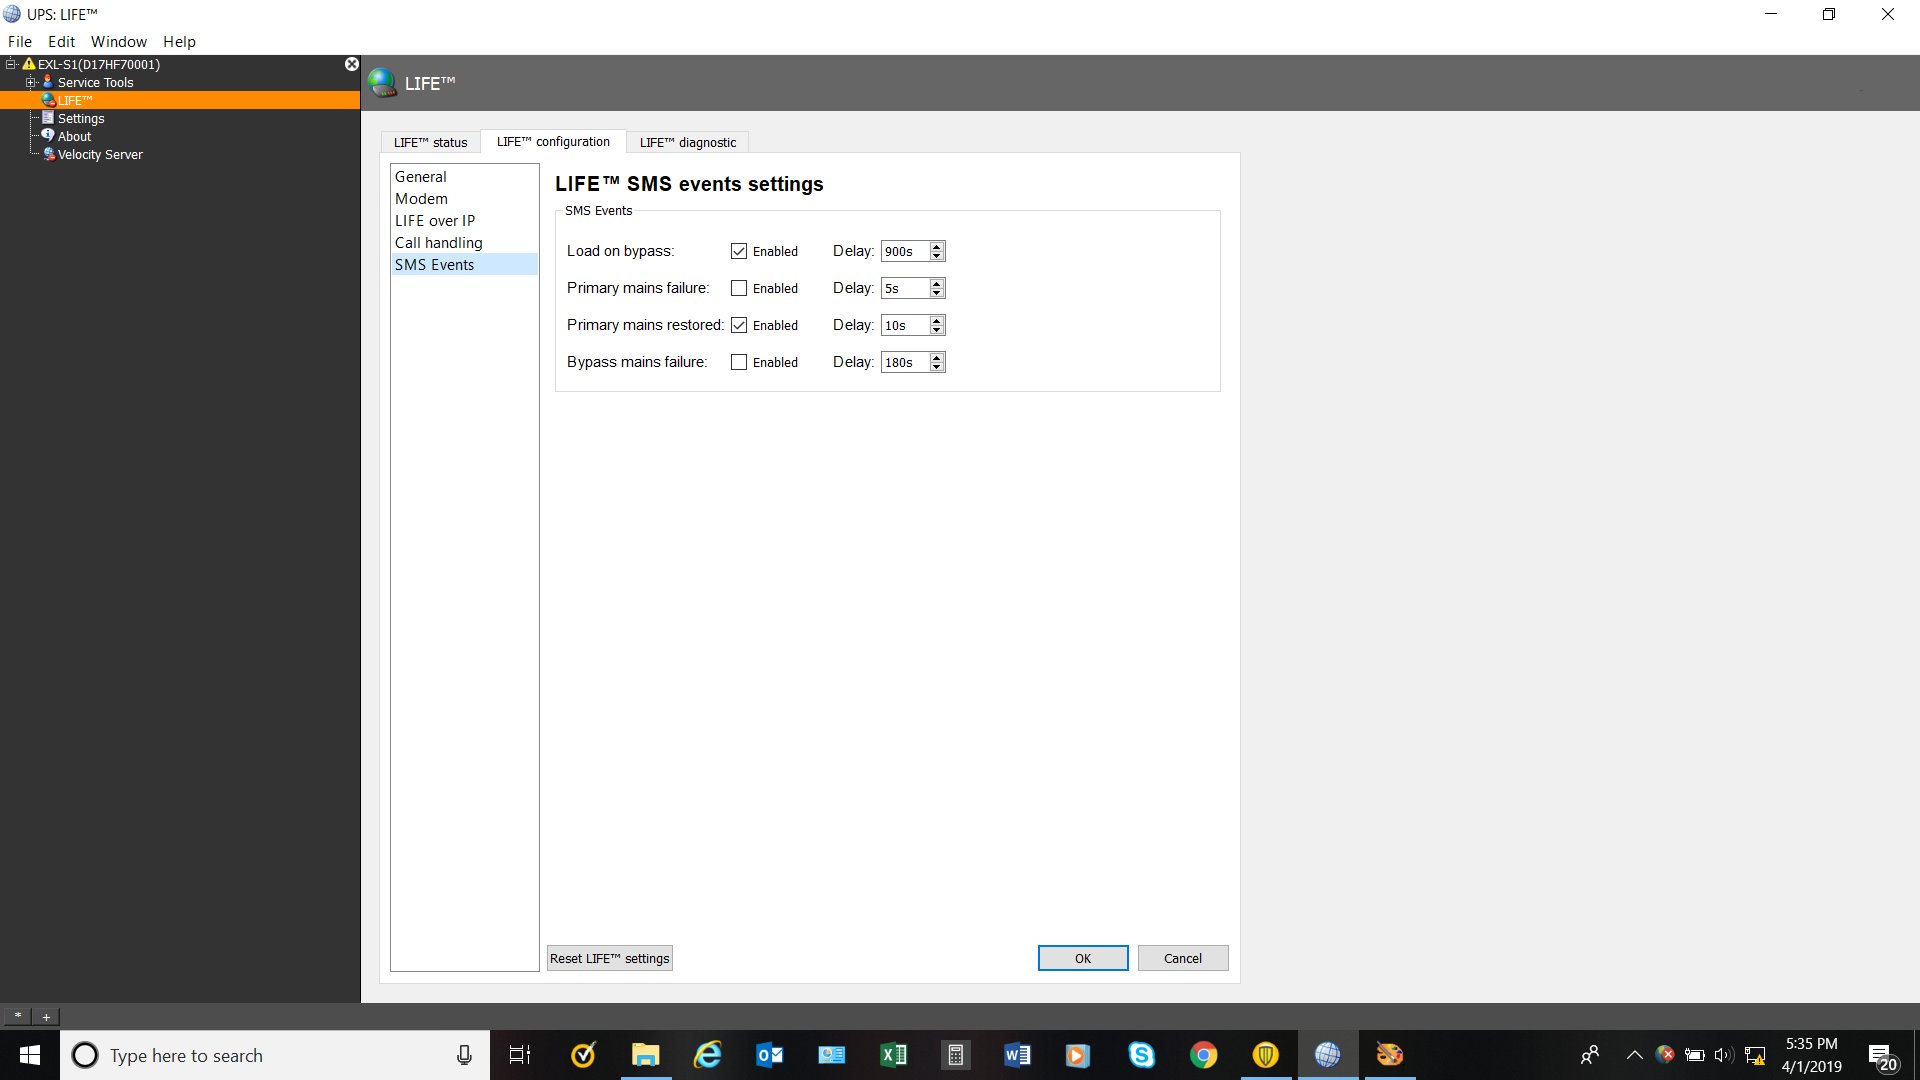 UPS: LIFE™
File Edit Window Help
EXL-S1(D17HF70001)
Service Tools
LIFE™
Settings
About
Velocity Server
LIFE™
LIFE™ status LIFE™ configuration LIFE™ diagnostic
General
Modem
LIFE over IP
Call handling
SMS Events
LIFE™ SMS events settings
SMS Events
Load on bypass: Enabled Delay: 900s
Primary mains failure: Enabled Delay: 5s
Primary mains restored: Enabled Delay: 10s
Bypass mains failure: Enabled Delay: 180s
Reset LIFE™ settings OK Cancel
* +
Type here to search
5:35 PM
4/1/2019
20